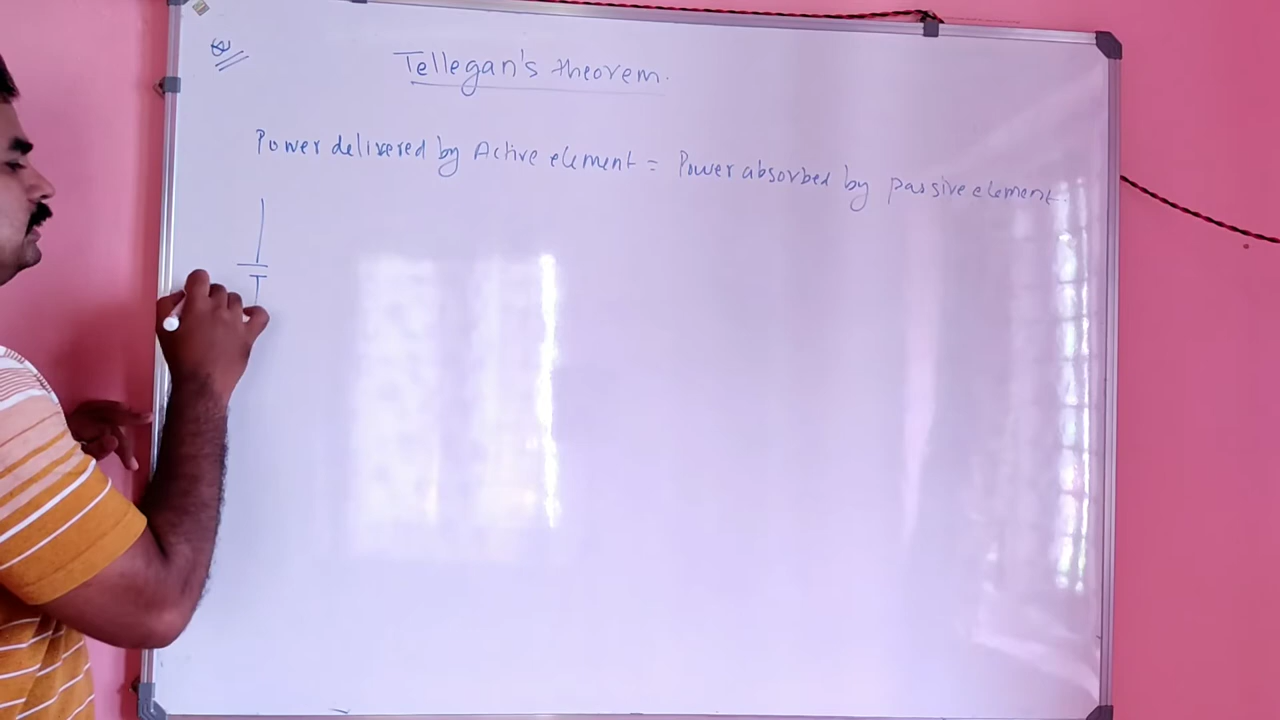 Q
Tellegan's theorem.
Power delivered by Active element = Power absorbed by passive element.